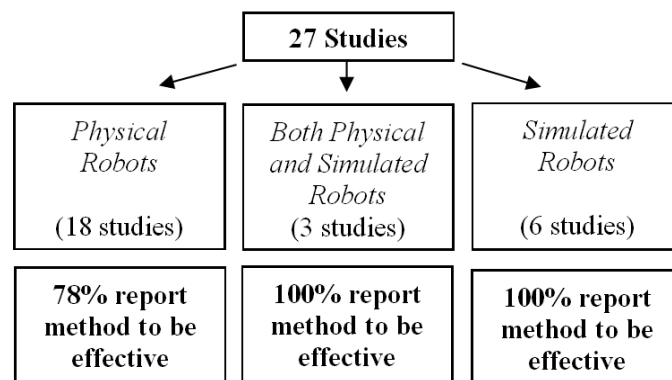 27 Studies
Physical
Robots
(18 studies)
Both Physical
and Simulated
Robots
(3 studies)
Simulated
Robots
(6 studies)
78% report
method to be
effective
100% report
method to be
effective
100% report
method to be
effective